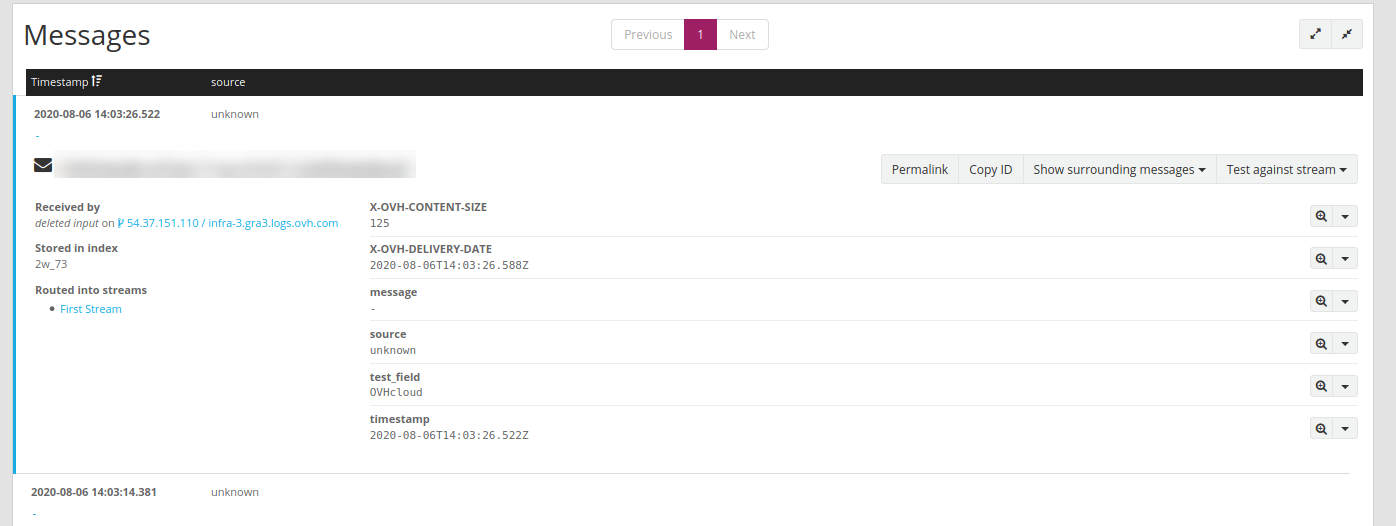 Messages
Previous 1 Next
Timestamp source
2020-08-06 14:03:26.522 unknown
-
Permalink Copy ID Show surrounding messages Test against stream
Received by
deleted input on 54.37.151.110 / infra-3.gra3.logs.ovh.com
Stored in index
2w_73
Routed into streams
• First Stream
X-OVH-CONTENT-SIZE
125
X-OVH-DELIVERY-DATE
2020-08-06T14:03:26.588Z
message
-
source
unknown
test_field
OVHcloud
timestamp
2020-08-06T14:03:26.522Z
2020-08-06 14:03:14.381 unknown
-